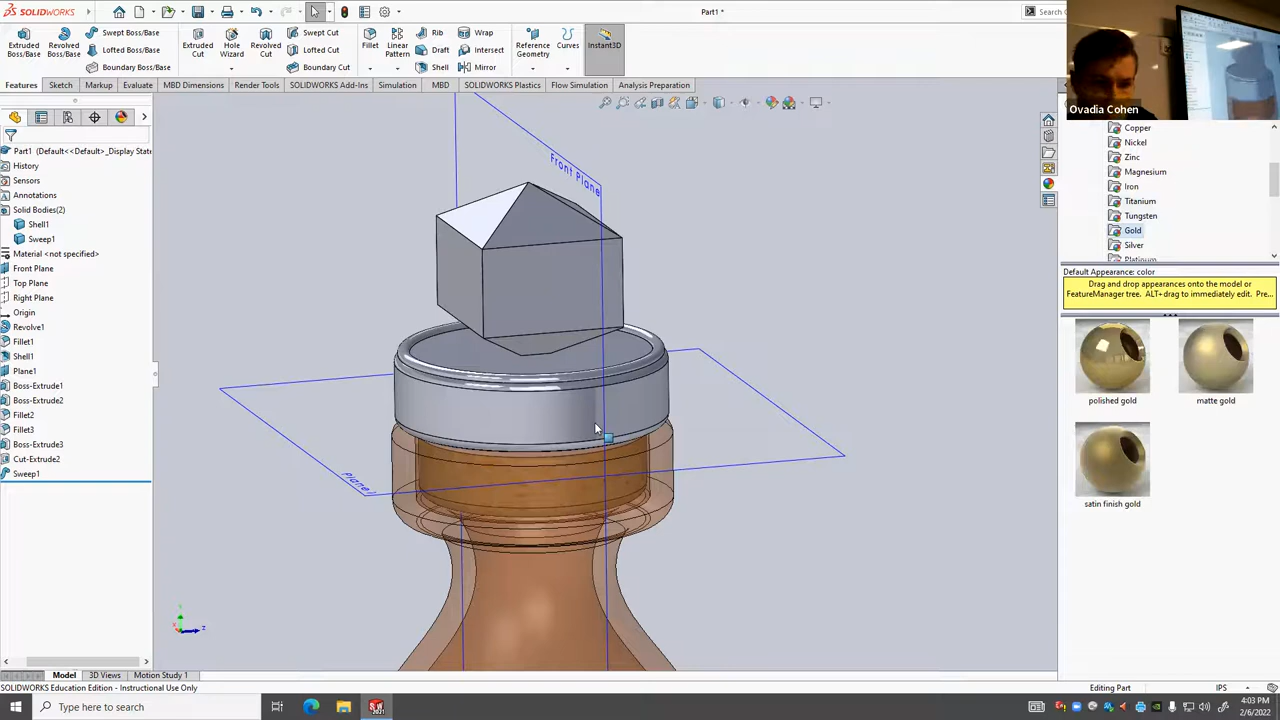 SOLIDWORKS
Part1 *
Search
Extruded Boss/Base
Revolved Boss/Base
Swept Boss/Base
Lofted Boss/Base
Boundary Boss/Base
Extruded Cut
Hole Wizard
Revolved Cut
Swept Cut
Lofted Cut
Boundary Cut
Fillet
Linear Pattern
Rib
Draft
Shell
Wrap
Intersect
Mirror
Reference Geometry
Curves
Instant3D
Features
Sketch
Markup
Evaluate
MBD Dimensions
Render Tools
SOLIDWORKS Add-Ins
Simulation
MBD
SOLIDWORKS Plastics
Flow Simulation
Analysis Preparation
Ovadia Cohen
Part1 (Default<<Default>_Display State
History
Sensors
Annotations
Solid Bodies(2)
Shell1
Sweep1
Material <not specified>
Front Plane
Top Plane
Right Plane
Origin
Revolve1
Fillet1
Shell1
Plane1
Boss-Extrude1
Boss-Extrude2
Fillet2
Fillet3
Boss-Extrude3
Cut-Extrude2
Sweep1
Front Plane
Plane1
Copper
Nickel
Zinc
Magnesium
Iron
Titanium
Tungsten
Gold
Silver
Platinum
Default Appearance: color
Drag and drop appearances onto the model or
FeatureManager tree. ALT+drag to immediately edit. Pre...
polished gold
matte gold
satin finish gold
Model
3D Views
Motion Study 1
SOLIDWORKS Education Edition - Instructional Use Only
Editing Part
IPS
Type here to search
4:03 PM
2/6/2022